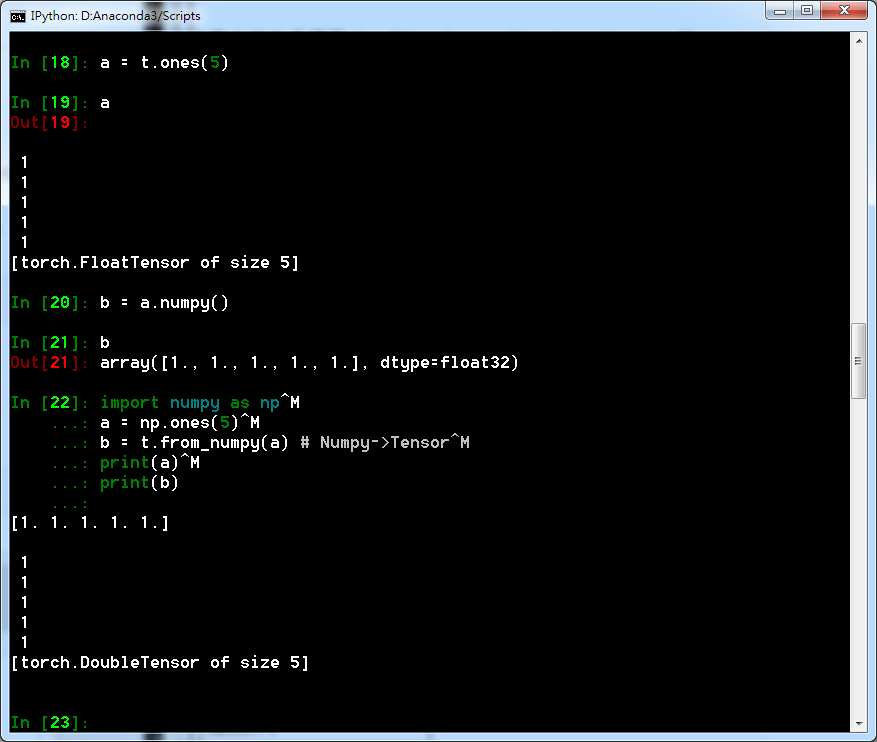 IPython: D:Anaconda3/Scripts
In [18]: a = t.ones(5)
In [19]: a
Out[19]:
1
1
1
1
1
[torch.FloatTensor of size 5]
In [20]: b = a.numpy()
In [21]: b
Out[21]: array([1., 1., 1., 1., 1.], dtype=float32)
In [22]: import numpy as np^M
...: a = np.ones(5)^M
...: b = t.from_numpy(a) # Numpy->Tensor^M
...: print(a)^M
...: print(b)
...:
[1. 1. 1. 1. 1.]
1
1
1
1
1
[torch.DoubleTensor of size 5]
In [23]: